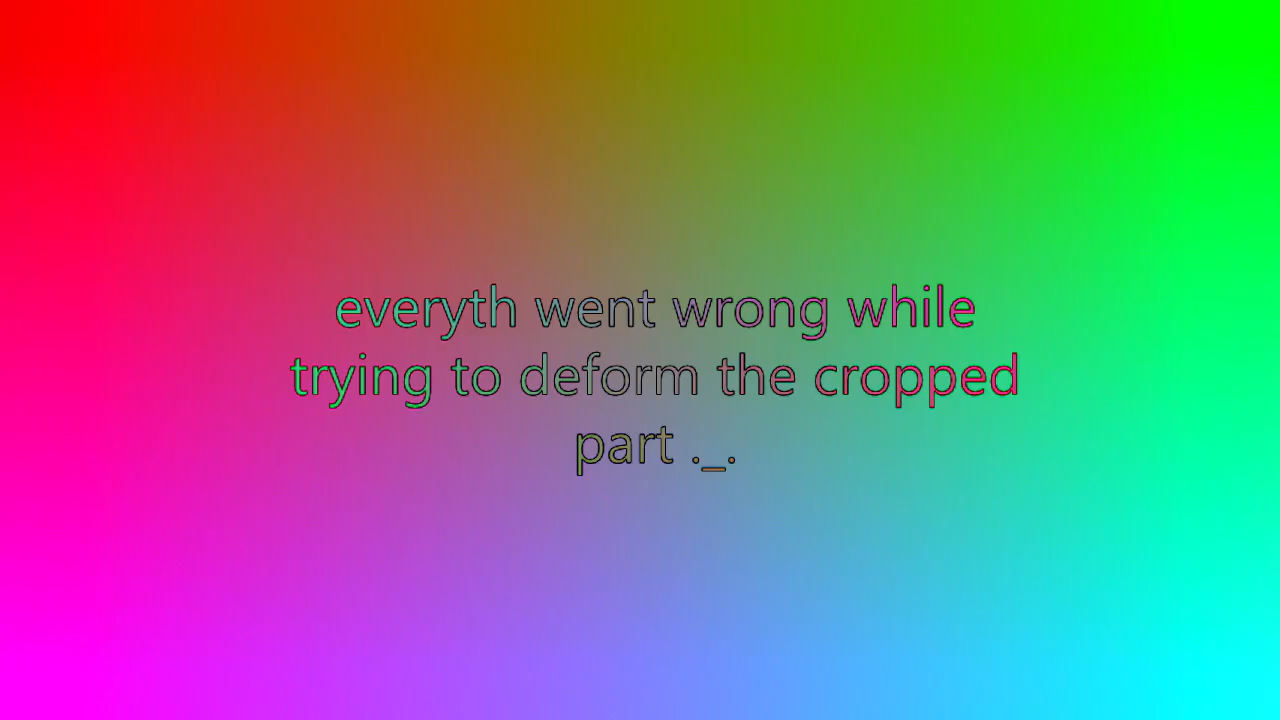 everyth went wrong while
trying to deform the cropped
part ._.